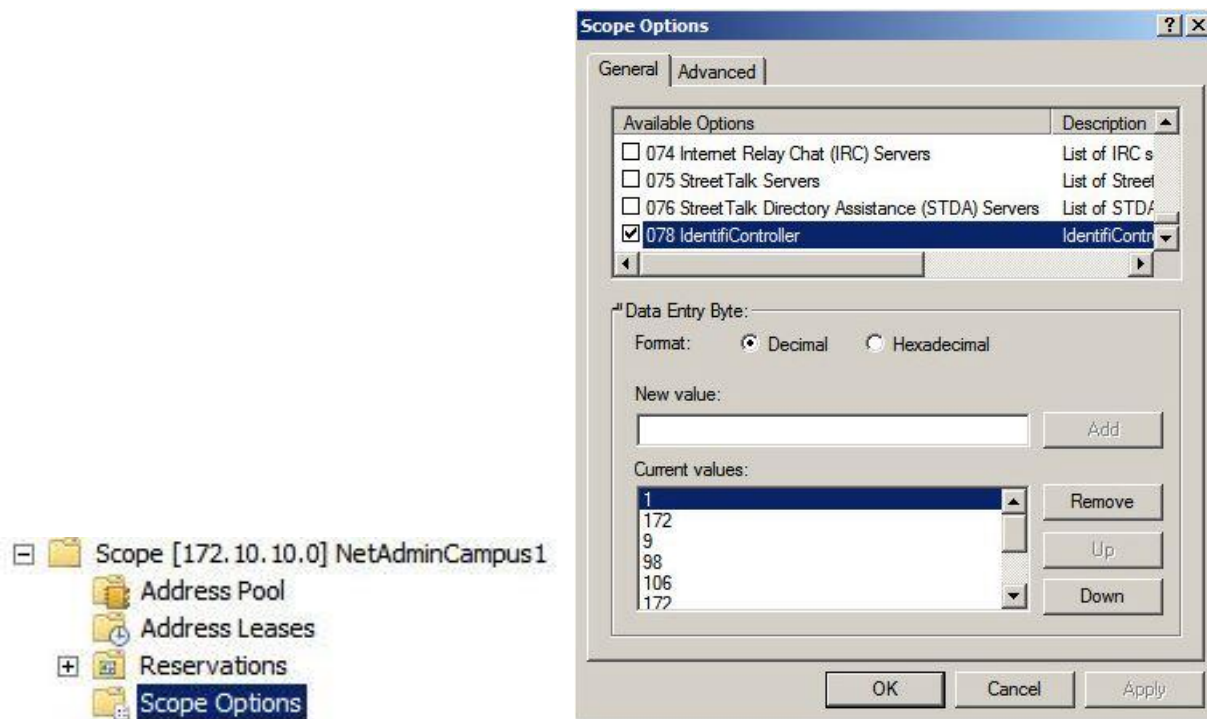 Scope [172.10.10.0] NetAdminCampus1
Address Pool
Address Leases
Reservations
Scope Options
Scope Options
General Advanced
Available Options Description
074 Internet Relay Chat (IRC) Servers List of IRC s
075 StreetTalk Servers List of Street
076 StreetTalk Directory Assistance (STDA) Servers List of STDA
078 IdentifiController IdentifiContr
Data Entry Byte:
Format: Decimal Hexadecimal
New value:
Add
Current values:
1
172
9
98
106
172
Remove
Up
Down
OK Cancel Apply